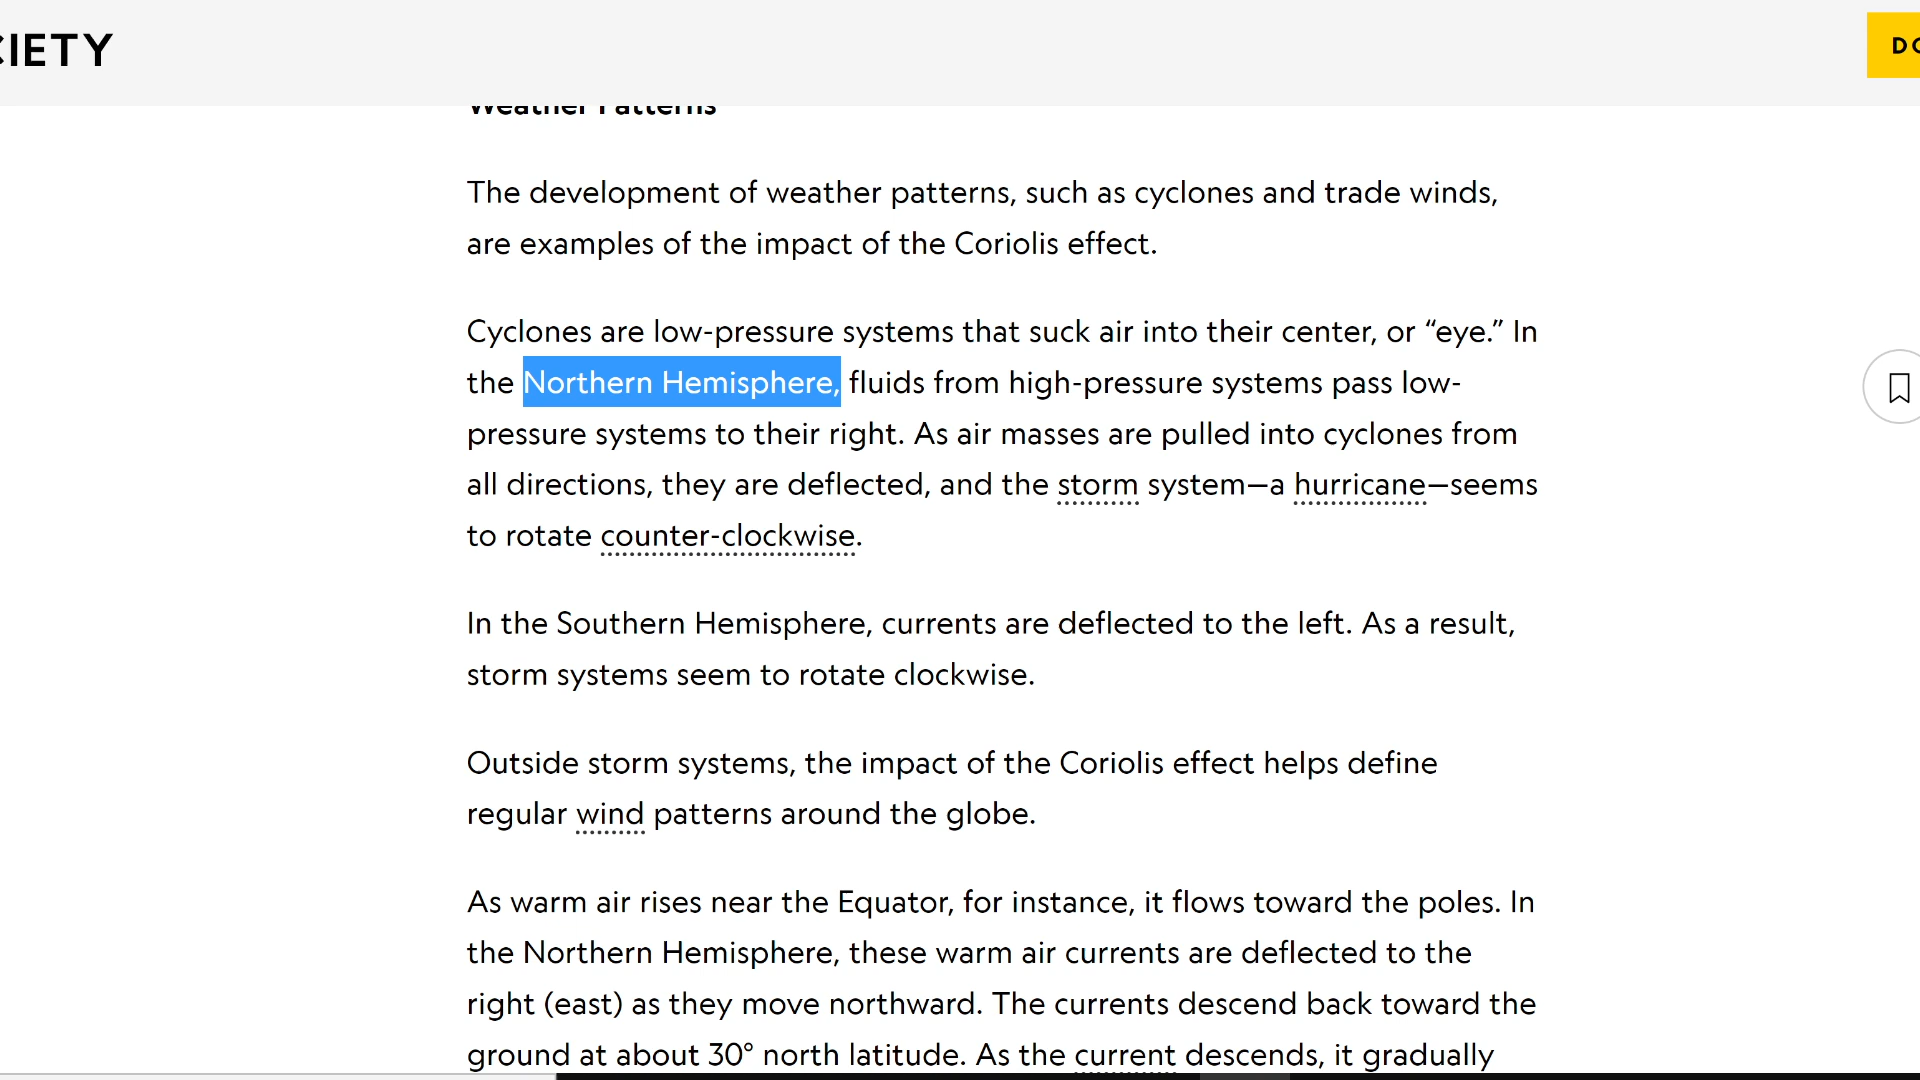 IETY
DO
Weather Patterns
The development of weather patterns, such as cyclones and trade winds,
are examples of the impact of the Coriolis effect.
Cyclones are low-pressure systems that suck air into their center, or “eye.” In
the Northern Hemisphere, fluids from high-pressure systems pass low-
pressure systems to their right. As air masses are pulled into cyclones from
all directions, they are deflected, and the storm system—a hurricane—seems
to rotate counter-clockwise.
In the Southern Hemisphere, currents are deflected to the left. As a result,
storm systems seem to rotate clockwise.
Outside storm systems, the impact of the Coriolis effect helps define
regular wind patterns around the globe.
As warm air rises near the Equator, for instance, it flows toward the poles. In
the Northern Hemisphere, these warm air currents are deflected to the
right (east) as they move northward. The currents descend back toward the
ground at about 30° north latitude. As the current descends, it gradually